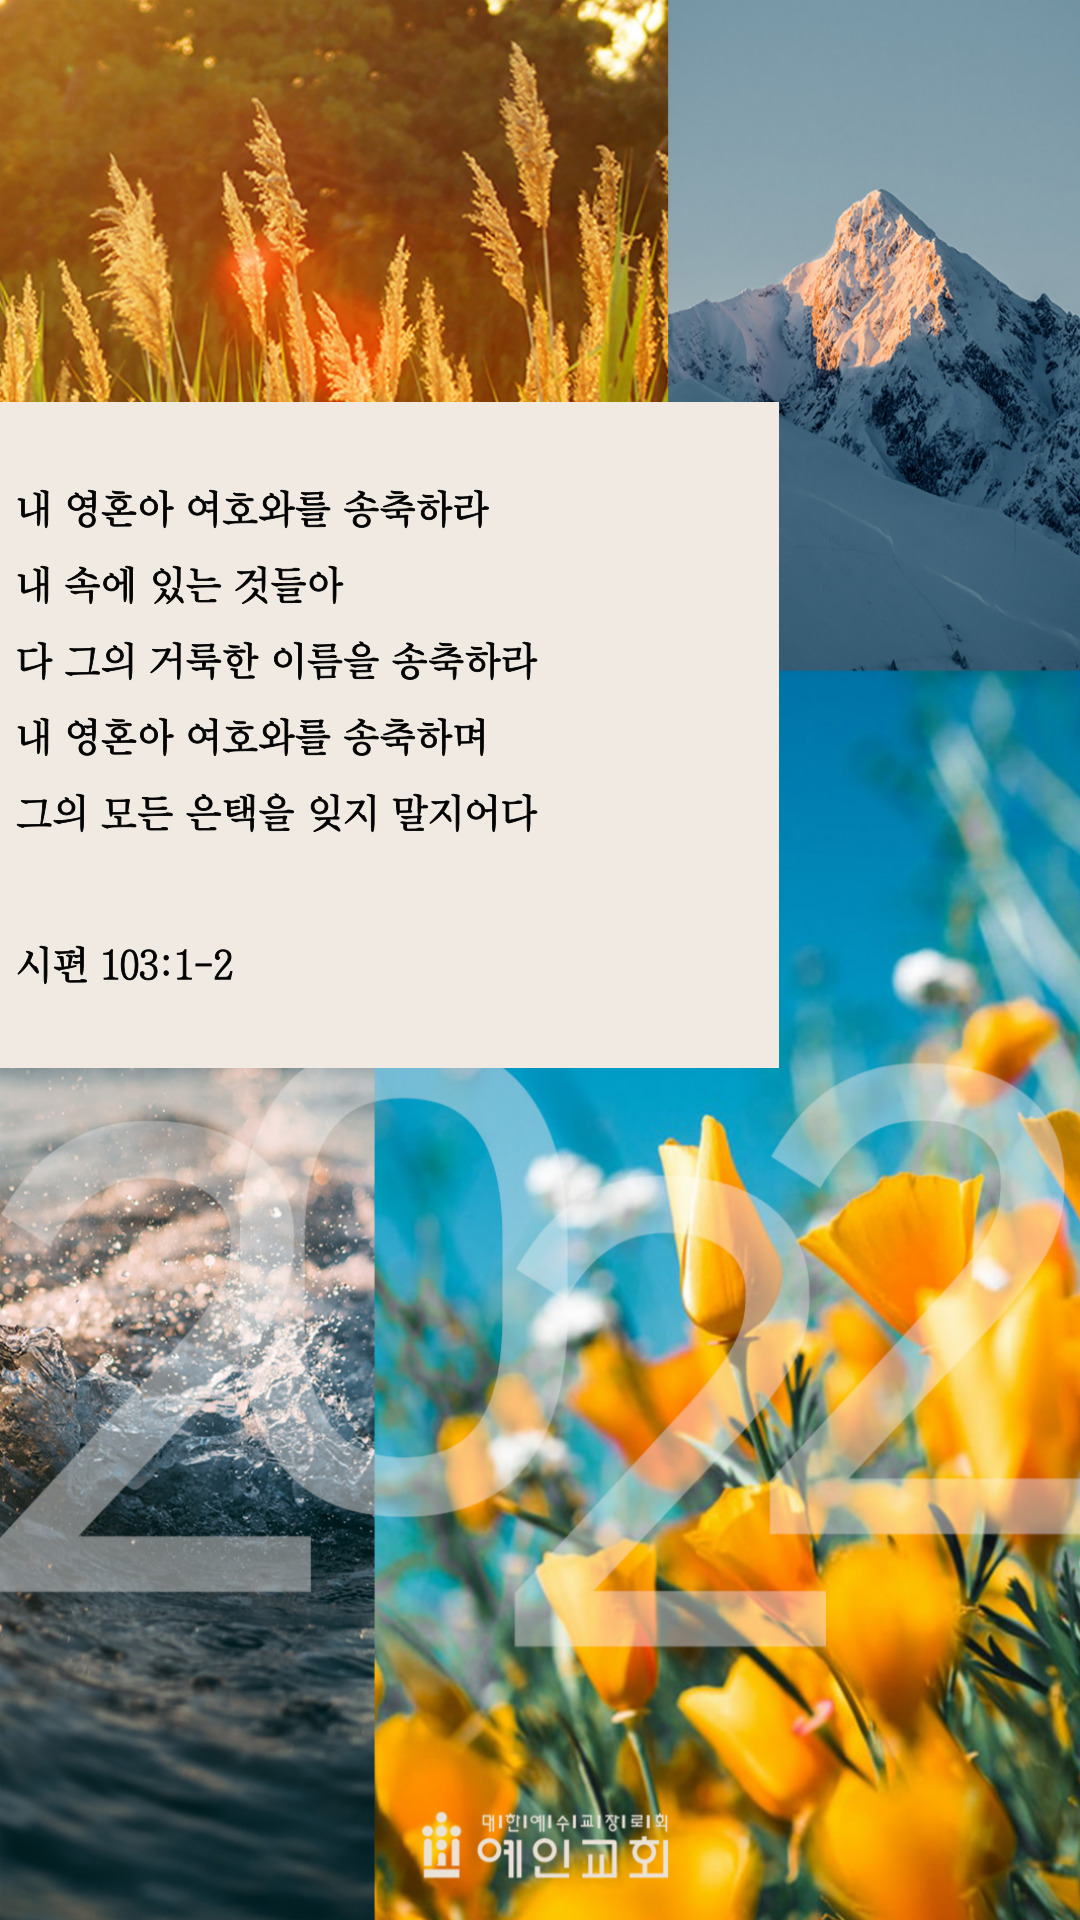 내 영혼아 여호와를 송축하라
내 속에 있는 것들아
다 그의 거룩한 이름을 송축하라
내 영혼아 여호와를 송축하며
그의 모든 은택을 잊지 말지어다
시편 103:1-2
2022
대한예수교장로회
예인교회